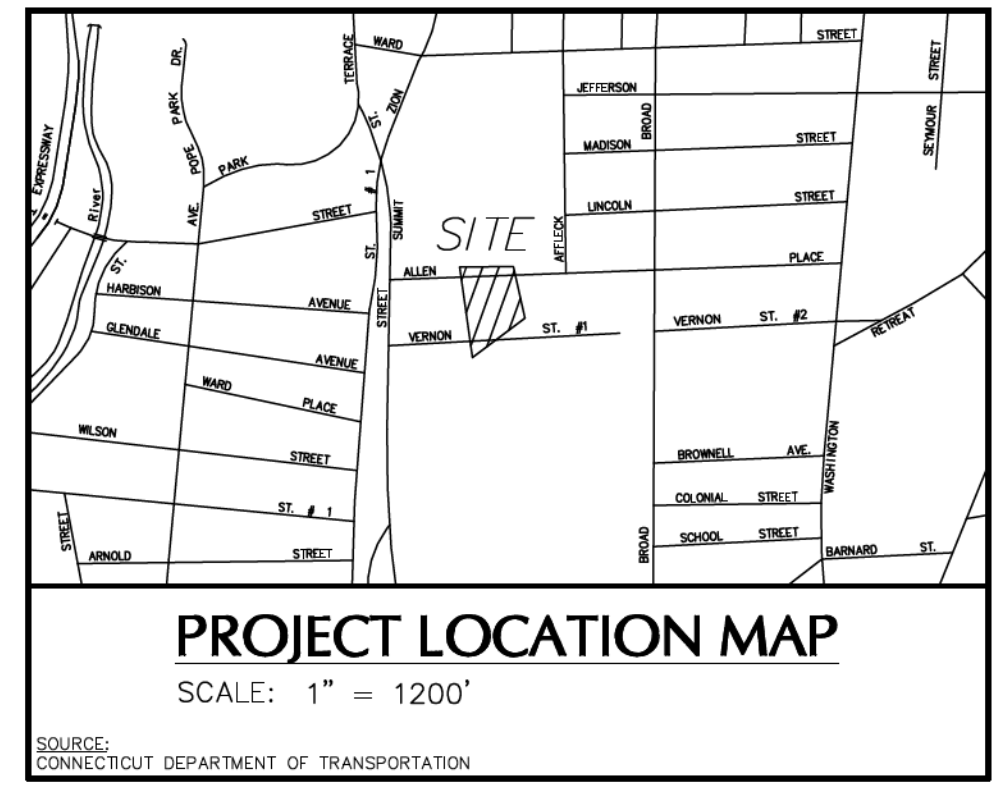 WARD STREET
TERRACE
ST.
ZION
PARK DR.
POPE
PARK
AVE.
EXPRESSWAY
River
JEFFERSON
BROAD
SEYMOUR STREET
MADISON STREET
LINCOLN STREET
AFFLECK
STREET # 1
ST.
SUMMIT
STREET
SITE
ALLEN PLACE
ST.
HARBISON AVENUE
GLENDALE AVENUE
VERNON ST. #1
VERNON ST. #2
RETREAT
WARD PLACE
WILSON STREET
WASHINGTON
BROWNELL AVE.
COLONIAL STREET
SCHOOL STREET
BROAD
BARNARD ST.
ST. # 1
STREET
ARNOLD STREET
PROJECT LOCATION MAP
SCALE: 1" = 1200'
SOURCE:
CONNECTICUT DEPARTMENT OF TRANSPORTATION